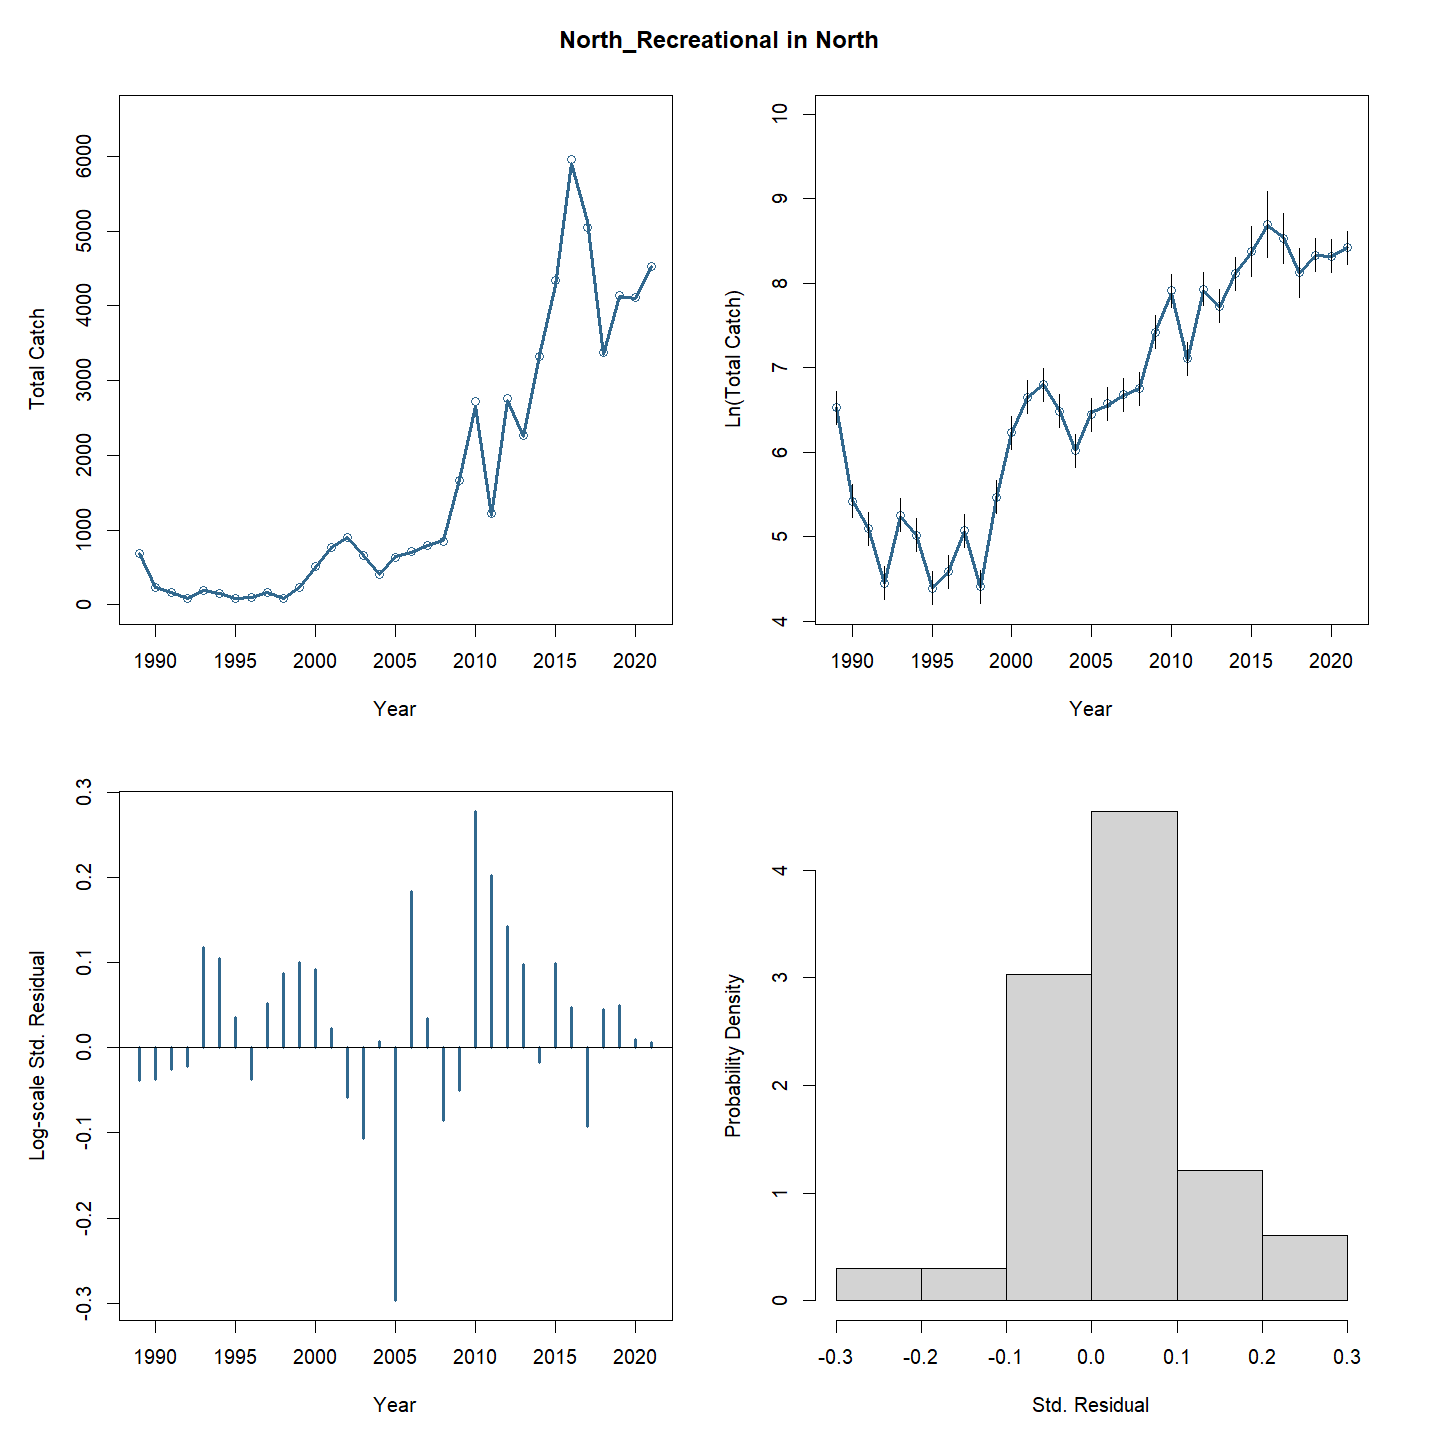 North_Recreational in North
Total Catch
6000
5000
4000
3000
2000
1000
0
1990 1995 2000 2005 2010 2015 2020
Year
Ln(Total Catch)
10
9
8
7
6
5
4
1990 1995 2000 2005 2010 2015 2020
Year
Log-scale Std. Residual
0.3
0.2
0.1
0.0
-0.1
-0.2
-0.3
1990 1995 2000 2005 2010 2015 2020
Year
Probability Density
4
3
2
1
0
-0.3 -0.2 -0.1 0.0 0.1 0.2 0.3
Std. Residual